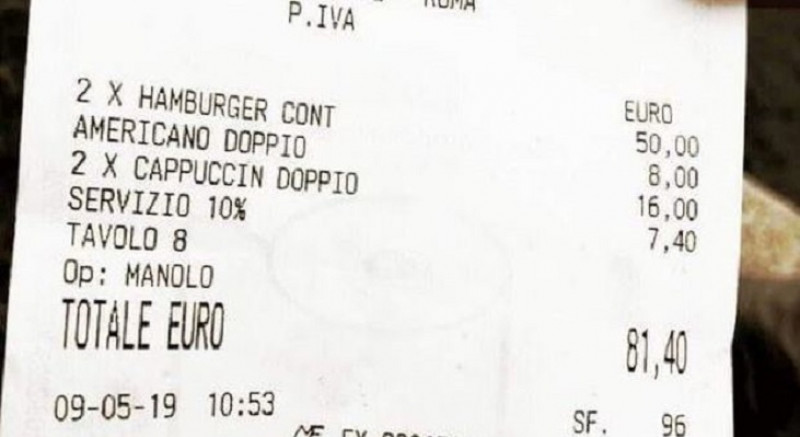 ROMA
P.IVA
EURO
2 X HAMBURGER CONT 50,00
AMERICANO DOPPIO 8,00
2 X CAPPUCCIN DOPPIO 16,00
SERVIZIO 10% 7,40
TAVOLO 8
Op: MANOLO
TOTALE EURO 81,40
09-05-19 10:53 SF. 96